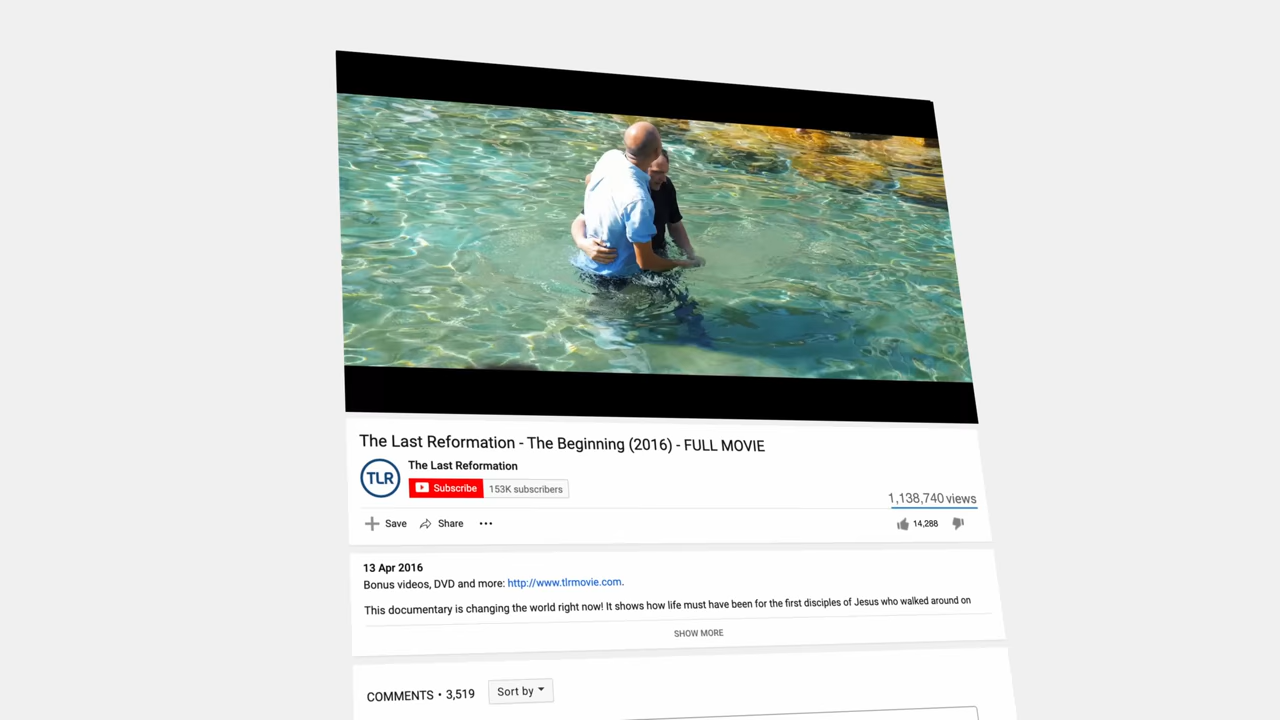 The Last Reformation - The Beginning (2016) - FULL MOVIE
TLR
The Last Reformation
Subscribe 153K subscribers
1,138,740 views
Save Share
14,288
13 Apr 2016
Bonus videos, DVD and more: http://www.tlrmovie.com.
This documentary is changing the world right now! It shows how life must have been for the first disciples of Jesus who walked around on
SHOW MORE
COMMENTS • 3,519 Sort by